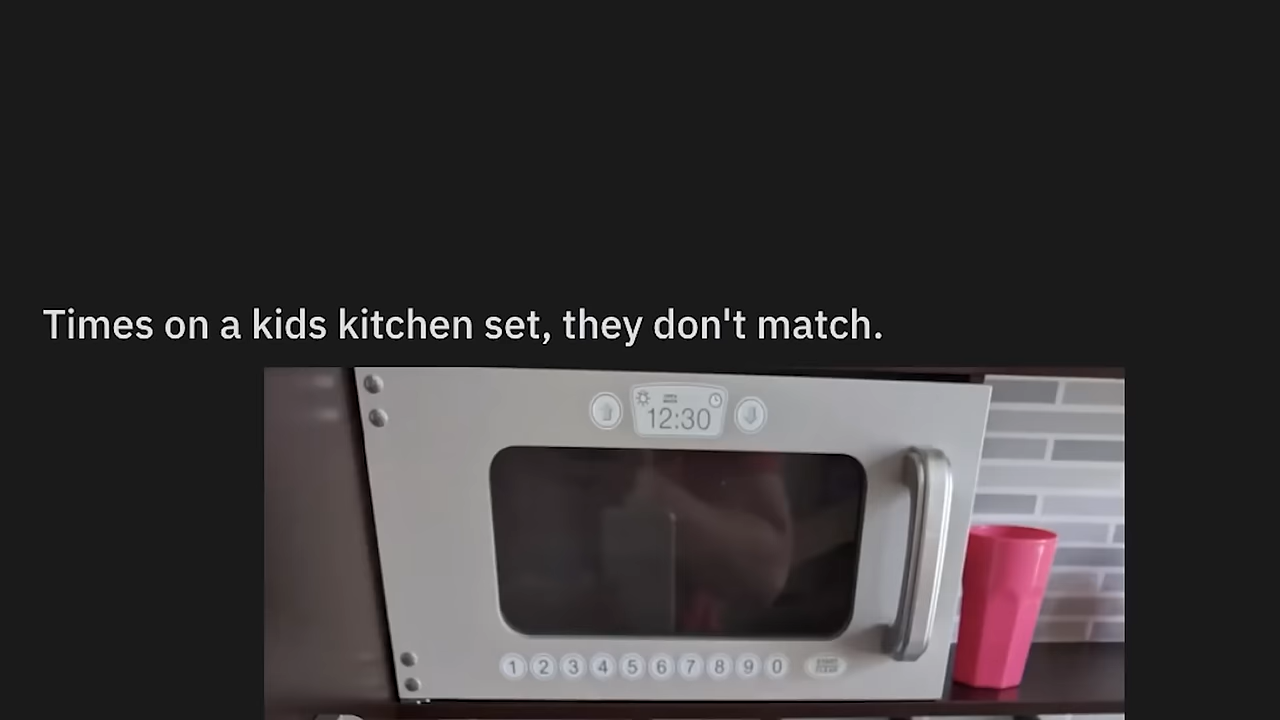 Times on a kids kitchen set, they don't match.
12:30
1 2 3 4 5 6 7 8 9 0